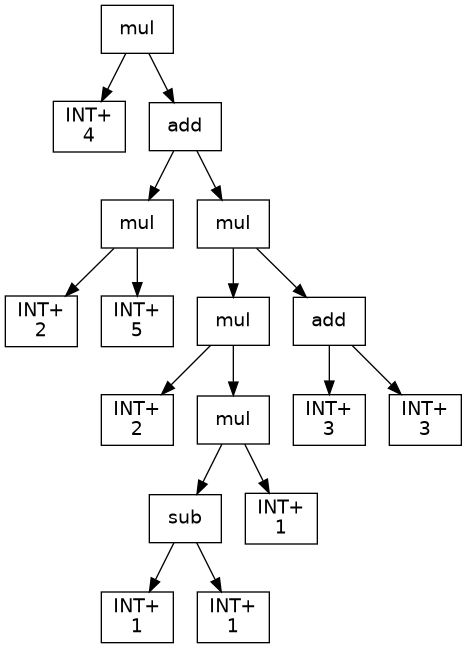 mul
INT+
4
add
mul
mul
INT+
2
INT+
5
mul
add
INT+
2
mul
INT+
3
INT+
3
sub
INT+
1
INT+
1
INT+
1